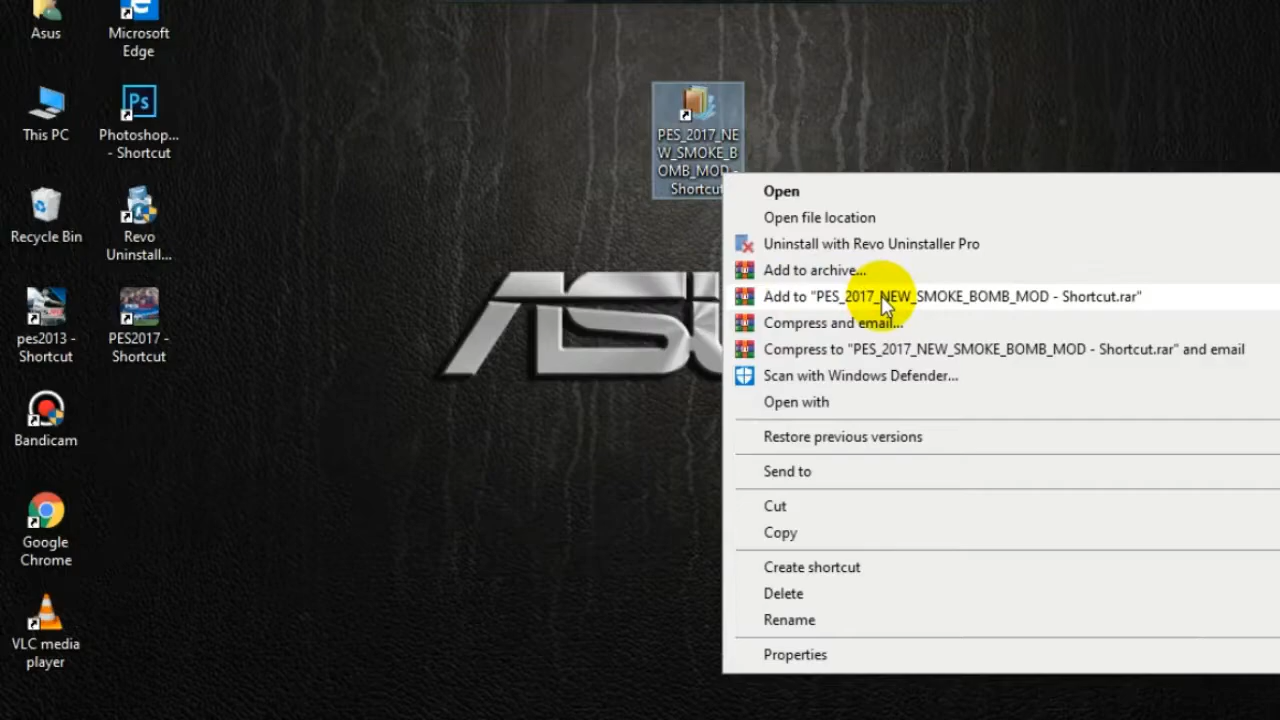 Asus
Microsoft
Edge
This PC
Ps
Photoshop...
- Shortcut
Recycle Bin
Revo
Uninstall...
pes2013 -
Shortcut
PES2017 -
Shortcut
Bandicam
Google
Chrome
VLC media
player
PES_2017_NE
W_SMOKE_B
OMB_MOD -
Shortcut
Open
Open file location
Uninstall with Revo Uninstaller Pro
Add to archive...
Add to "PES_2017_NEW_SMOKE_BOMB_MOD - Shortcut.rar"
Compress and email...
Compress to "PES_2017_NEW_SMOKE_BOMB_MOD - Shortcut.rar" and email
Scan with Windows Defender...
Open with
Restore previous versions
Send to
Cut
Copy
Create shortcut
Delete
Rename
Properties